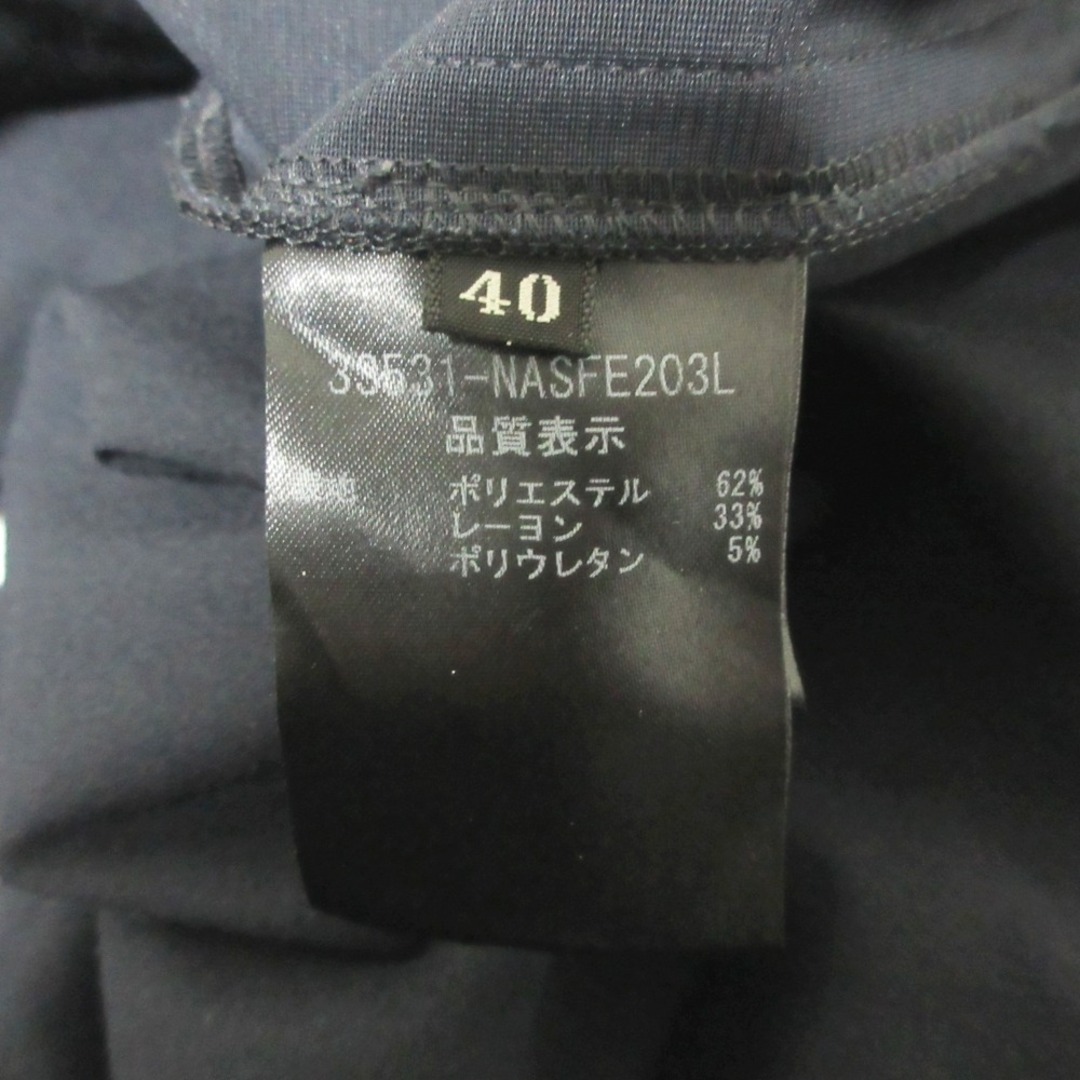 40
33531-NASFE203L
品質表示
ポリエステル 62%
レーヨン 33%
ポリウレタン 5%